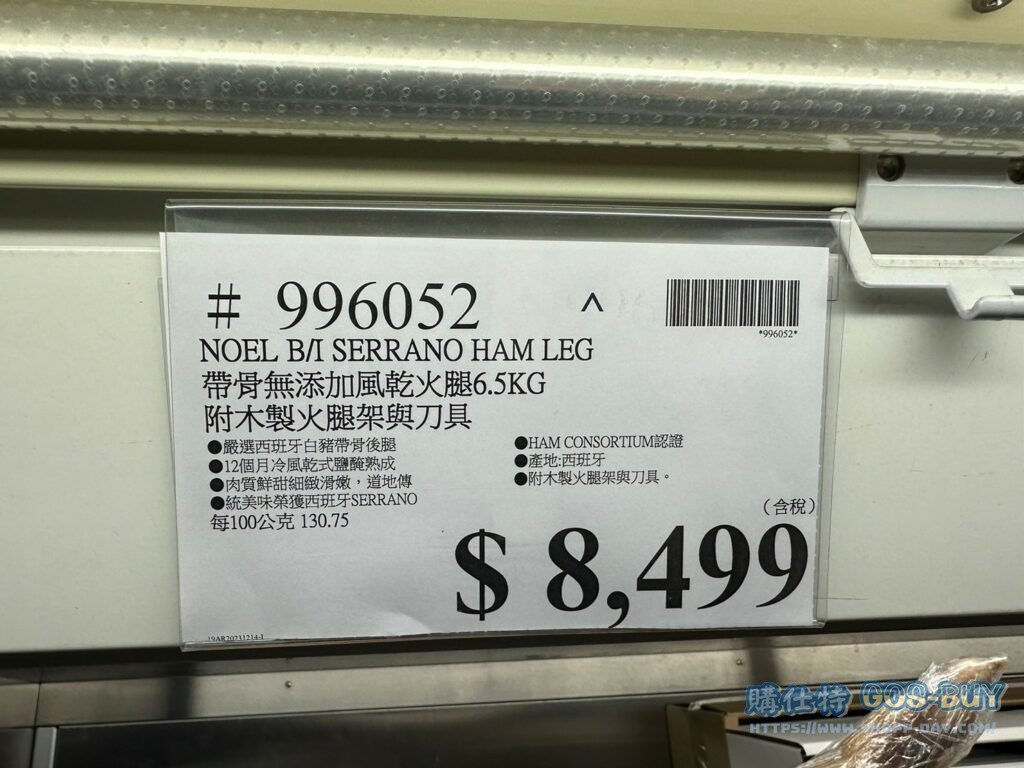 # 996052 ^
*996052*
NOEL B/I SERRANO HAM LEG
帶骨無添加風乾火腿6.5KG
附木製火腿架與刀具
●嚴選西班牙白豬帶骨後腿
●12個月冷風乾式鹽醃熟成
●肉質鮮甜細緻滑嫩，道地傳
●統美味榮獲西班牙SERRANO
●HAM CONSORTIUM認證
●產地:西班牙
●附木製火腿架與刀具。
每100公克 130.75
（含稅）
$ 8,499
19AR20231214-1
購仕特 GOS-BUY